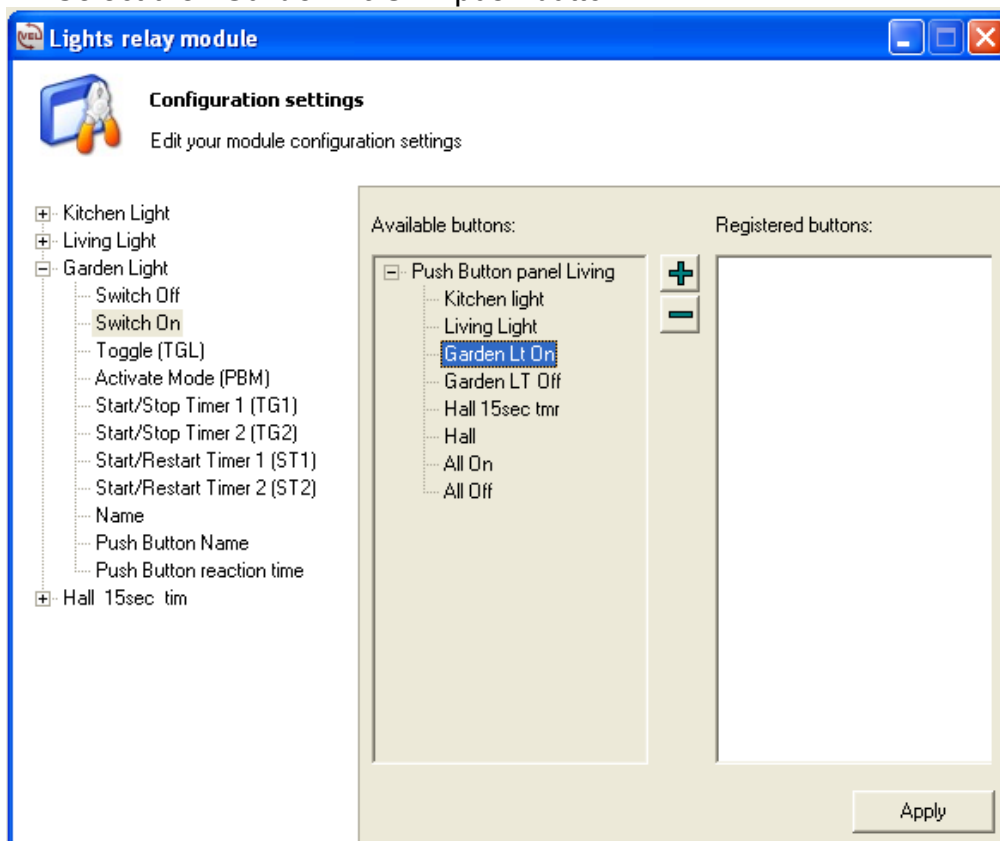 Lights relay module
Configuration settings
Edit your module configuration settings
Kitchen Light
Living Light
Garden Light
Switch Off
Switch On
Toggle (TGL)
Activate Mode (PBM)
Start/Stop Timer 1 (TG1)
Start/Stop Timer 2 (TG2)
Start/Restart Timer 1 (ST1)
Start/Restart Timer 2 (ST2)
Name
Push Button Name
Push Button reaction time
Hall 15sec tim
Available buttons:
Push Button panel Living
Kitchen light
Living Light
Garden Lt On
Garden LT Off
Hall 15sec tmr
Hall
All On
All Off
Registered buttons:
Apply